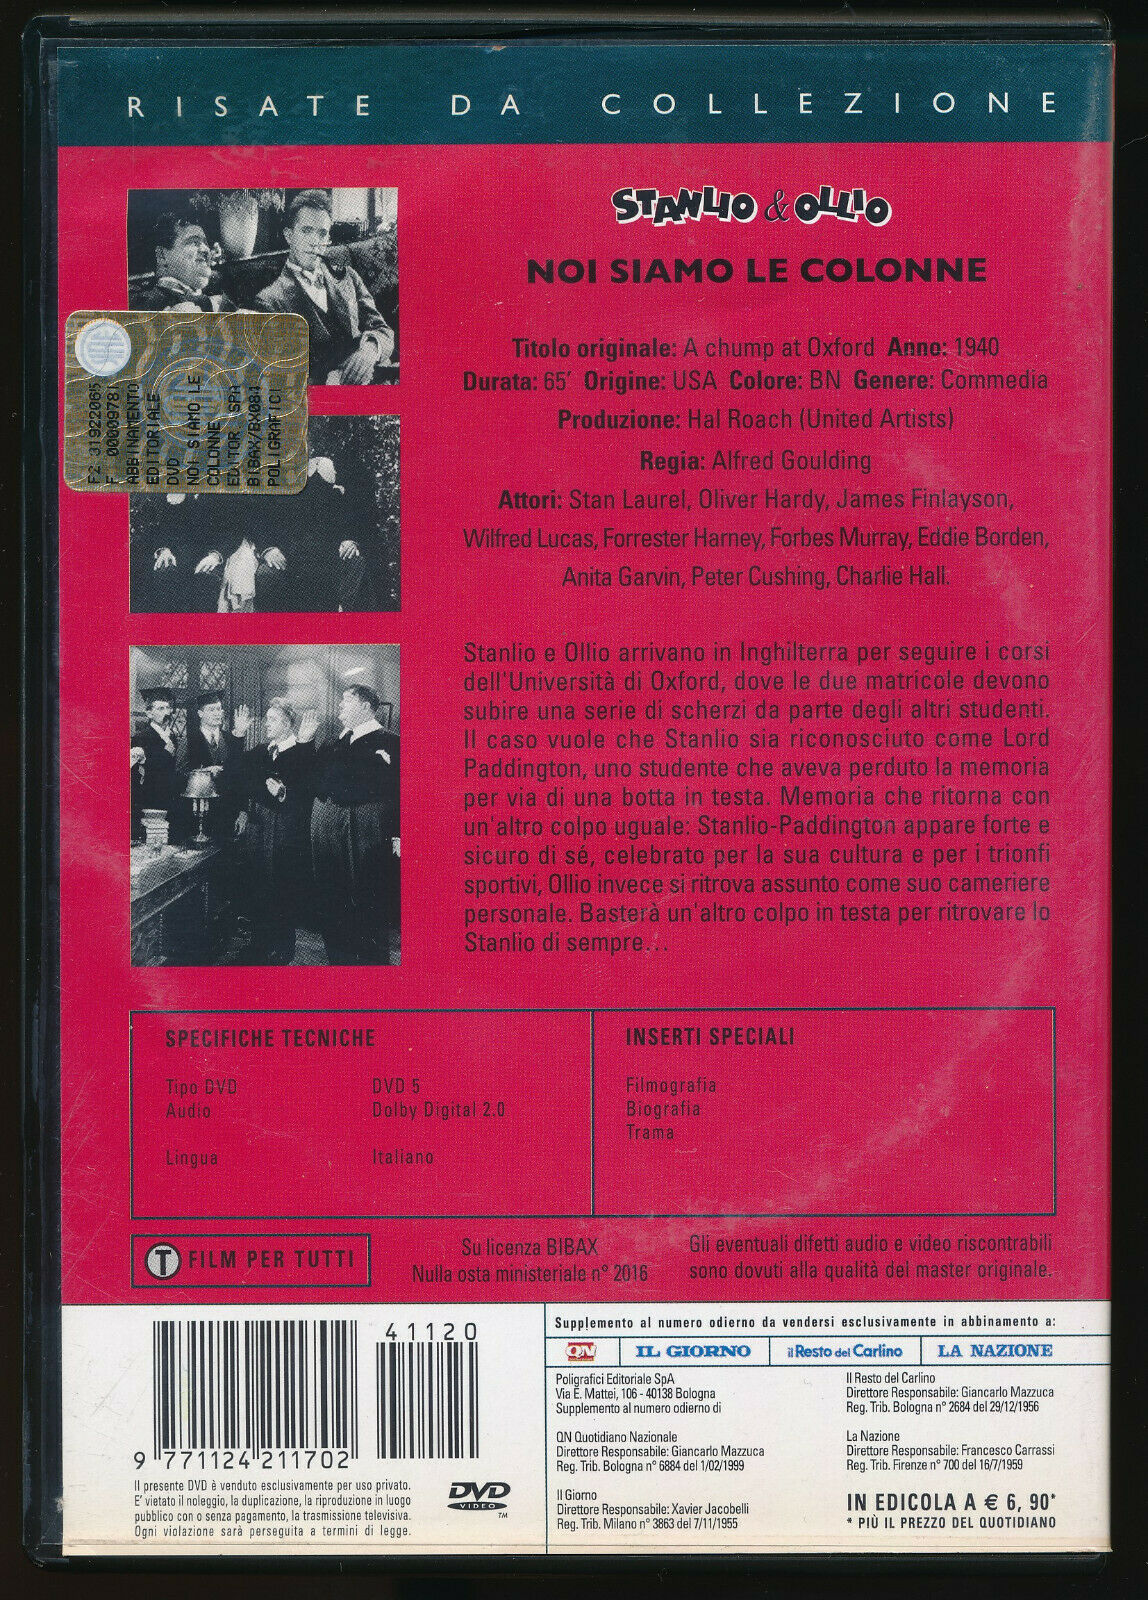 RISATE DA COLLEZIONE
STANLIO & OLLIO
NOI SIAMO LE COLONNE
Titolo originale: A chump at Oxford Anno: 1940
Durata: 65' Origine: USA Colore: BN Genere: Commedia
Produzione: Hal Roach (United Artists)
Regia: Alfred Goulding
Attori: Stan Laurel, Oliver Hardy, James Finlayson,
Wilfred Lucas, Forrester Harney, Forbes Murray, Eddie Borden,
Anita Garvin, Peter Cushing, Charlie Hall.
Stanlio e Ollio arrivano in Inghilterra per seguire i corsi
dell'Università di Oxford, dove le due matricole devono
subire una serie di scherzi da parte degli altri studenti.
Il caso vuole che Stanlio sia riconosciuto come Lord
Paddington, uno studente che aveva perduto la memoria
per via di una botta in testa. Memoria che ritorna con
un'altro colpo uguale: Stanlio-Paddington appare forte e
sicuro di sé, celebrato per la sua cultura e per i trionfi
sportivi, Ollio invece si ritrova assunto come suo cameriere
personale. Basterà un'altro colpo in testa per ritrovare lo
Stanlio di sempre...
F2 319220615
F. 00009781
ABBINAMENTO
EDITORIALE
DVD
NOI SIAMO LE
COLONNE
EDITOR. SPA
BIBAX/BX084
POLIGRAFICI
SPECIFICHE TECNICHE
Tipo DVD DVD 5
Audio Dolby Digital 2.0
Lingua Italiano
INSERTI SPECIALI
Filmografia
Biografia
Trama
T FILM PER TUTTI
Su licenza BIBAX
Nulla osta ministeriale n° 2016
Gli eventuali difetti audio e video riscontrabili
sono dovuti alla qualità dei master originale.
41120
9 771124 211702
Il presente DVD è venduto esclusivamente per uso privato.
E' vietato il noleggio, la duplicazione, la riproduzione in luogo
pubblico con o senza pagamento, la trasmissione televisiva.
Ogni violazione sarà perseguita a termini di legge.
DVD
VIDEO
TM
Supplemento al numero odierno da vendersi esclusivamente in abbinamento a:
QN IL GIORNO il Resto del Carlino LA NAZIONE
Poligrafici Editoriale SpA
Via E. Mattei, 106 - 40138 Bologna
Supplemento al numero odierno di
QN Quotidiano Nazionale
Direttore Responsabile: Giancarlo Mazzuca
Reg. Trib. Bologna n° 6884 del 1/02/1999
Il Giorno
Direttore Responsabile: Xavier Jacobelli
Reg. Trib. Milano n° 3863 del 7/11/1955
Il Resto del Carlino
Direttore Responsabile: Giancarlo Mazzuca
Reg. Trib. Bologna n° 2684 del 29/12/1956
La Nazione
Direttore Responsabile: Francesco Carrassi
Reg. Trib. Firenze n° 700 del 16/7/1959
IN EDICOLA A € 6, 90*
* PIÙ IL PREZZO DEL QUOTIDIANO